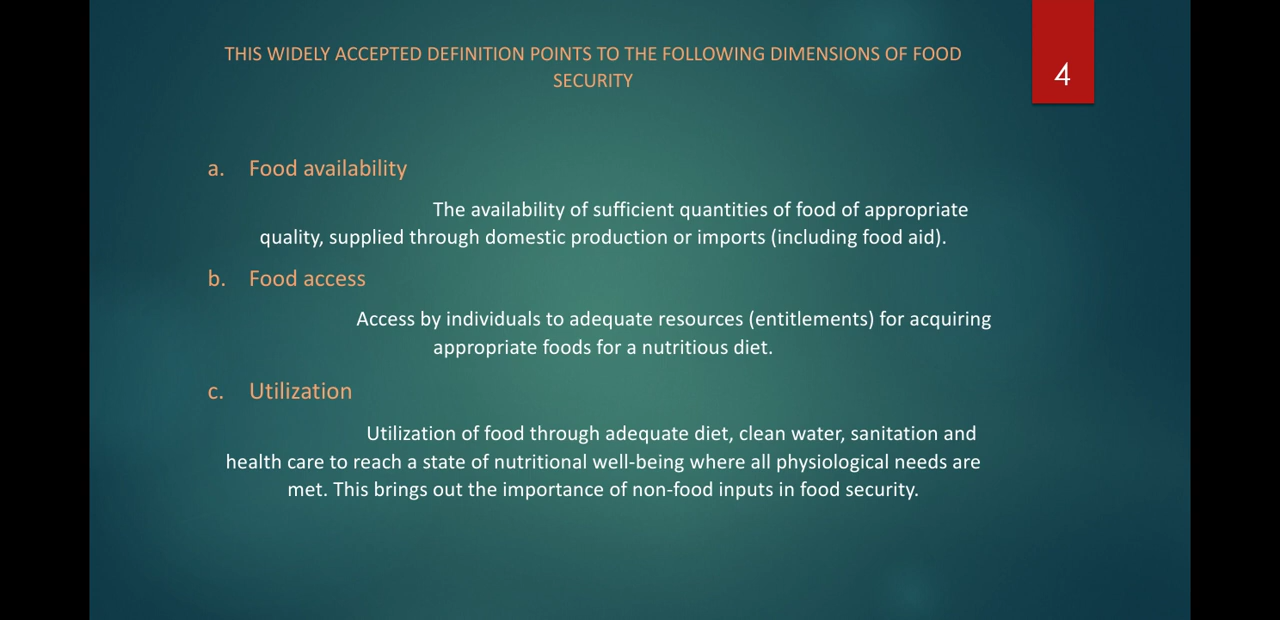 THIS WIDELY ACCEPTED DEFINITION POINTS TO THE FOLLOWING DIMENSIONS OF FOOD
SECURITY
4
a. Food availability
The availability of sufficient quantities of food of appropriate
quality, supplied through domestic production or imports (including food aid).
b. Food access
Access by individuals to adequate resources (entitlements) for acquiring
appropriate foods for a nutritious diet.
c. Utilization
Utilization of food through adequate diet, clean water, sanitation and
health care to reach a state of nutritional well-being where all physiological needs are
met. This brings out the importance of non-food inputs in food security.